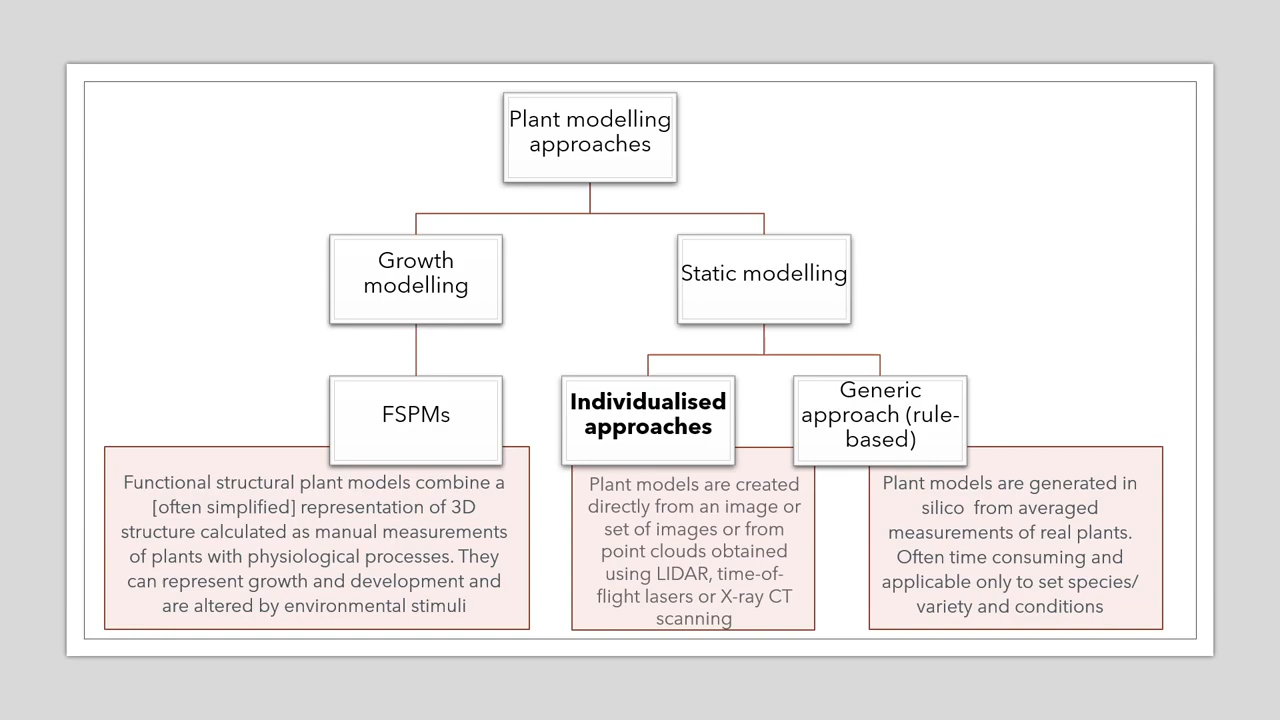 Plant modelling
approaches
Growth
modelling
Static modelling
FSPMs
Individualised
approaches
Generic
approach (rule-
based)
Functional structural plant models combine a
[often simplified] representation of 3D
structure calculated as manual measurements
of plants with physiological processes. They
can represent growth and development and
are altered by environmental stimuli
Plant models are created
directly from an image or
set of images or from
point clouds obtained
using LIDAR, time-of-
flight lasers or X-ray CT
scanning
Plant models are generated in
silico  from averaged
measurements of real plants.
Often time consuming and
applicable only to set species/
variety and conditions